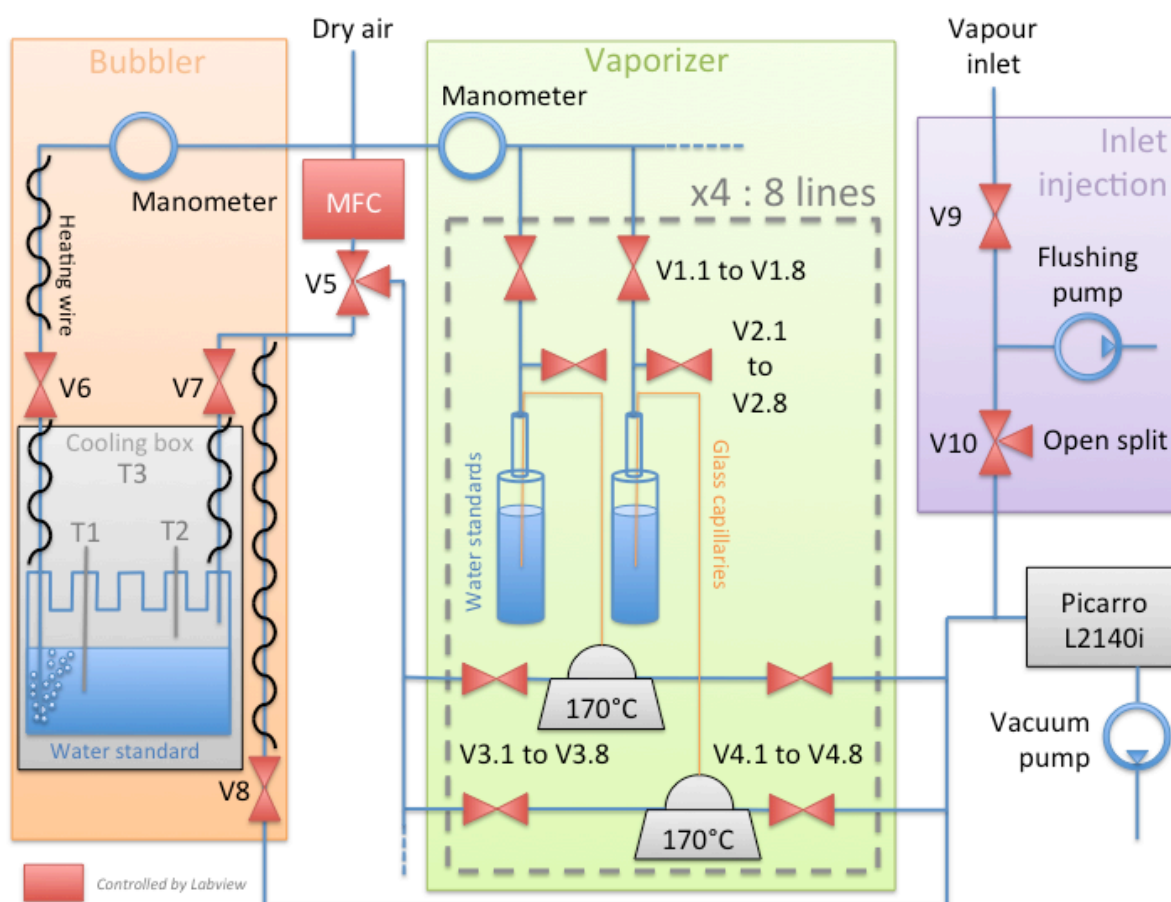 Dry air
Vapour
inlet
Bubbler
Vaporizer
Manometer
Manometer
MFC
Inlet
injection
x4 : 8 lines
Heating wire
V5
V1.1 to V1.8
V9
Flushing
pump
V6
V7
V2.1
to
V2.8
Cooling box
T3
V10
Open split
T1
T2
Water standards
Glass capillaries
Picarro
L2140i
170°C
Water standard
V3.1 to V3.8
V4.1 to V4.8
Vacuum
pump
V8
170°C
Controlled by Labview